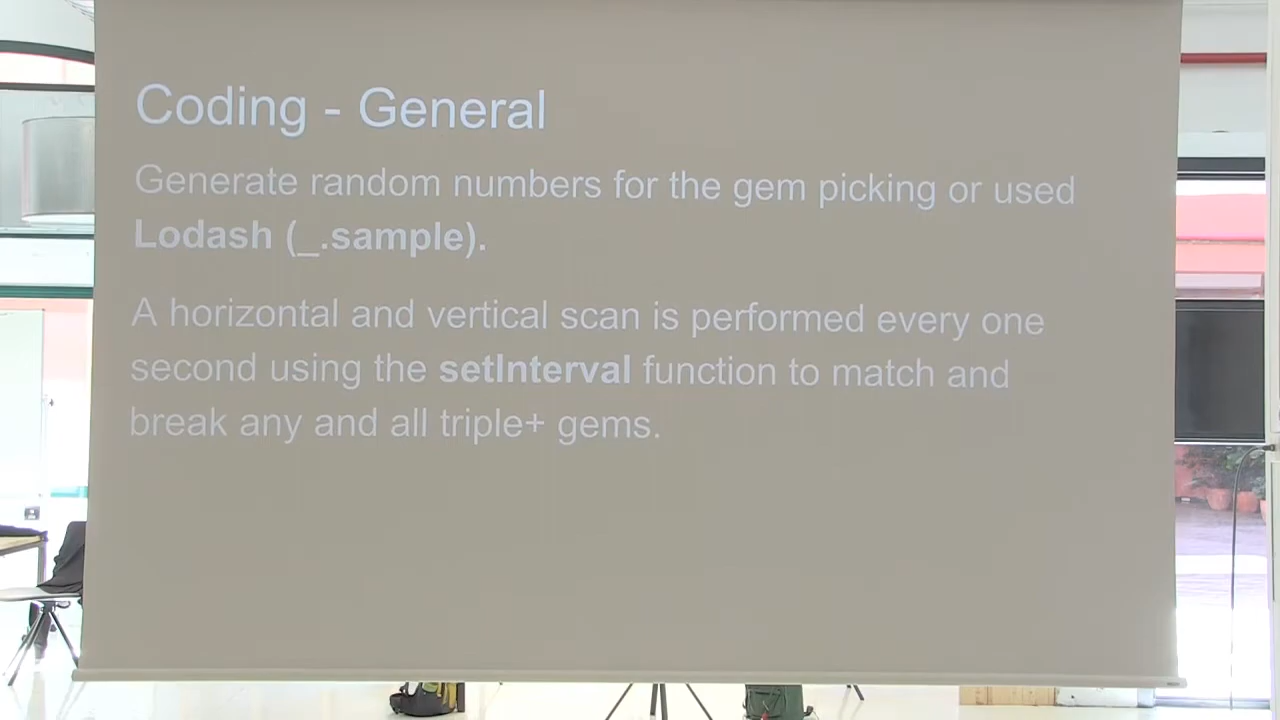 Coding - General
Generate random numbers for the gem picking or used
Lodash (_.sample).
A horizontal and vertical scan is performed every one
second using the setInterval function to match and
break any and all triple+ gems.